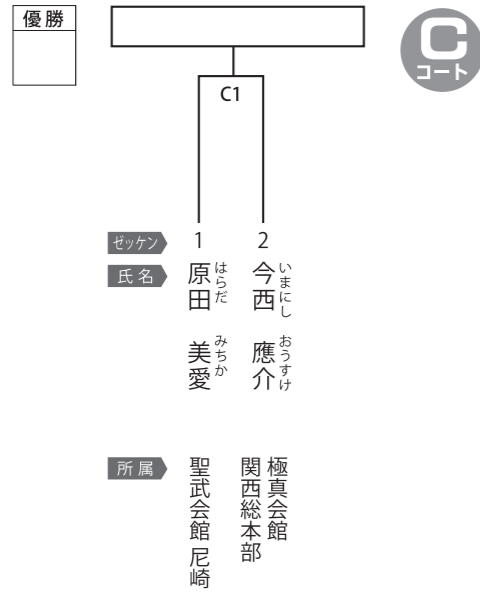 優勝
C
コート
C1
ゼッケン
1
2
氏名
原田 美愛
はらだ みちか
今西 應介
いまにし おうすけ
所属
聖武会館 尼崎
極真会館
関西総本部